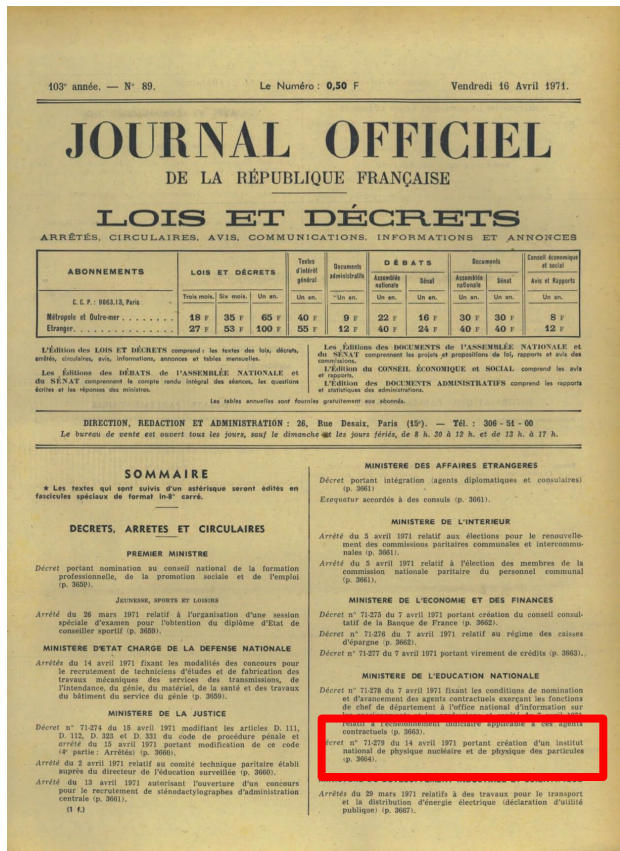 103e année. — N° 89.
Le Numéro : 0,50 F
Vendredi 16 Avril 1971.
JOURNAL OFFICIEL
DE LA RÉPUBLIQUE FRANÇAISE
LOIS ET DÉCRETS
ARRÊTÉS, CIRCULAIRES, AVIS, COMMUNICATIONS, INFORMATIONS ET ANNONCES
ABONNEMENTS LOIS ET DÉCRETS Textes d'intérêt général Documents administratifs DÉBATS Documents Conseil économique et social
Assemblée nationale Sénat Assemblée nationale Sénat Avis et Rapports
C. C. P. : 9063.13, Paris Trois mois. Six mois. Un an. Un an. Un an. Un an. Un an. Un an. Un an. Un an.
Métropole et Outre-mer 18 F 35 F 65 F 40 F 9 F 22 F 16 F 30 F 30 F 8 F
Etranger. 27 F 53 F 100 F 55 F 12 F 40 F 24 F 40 F 40 F 12 F
L'Édition des LOIS ET DÉCRETS comprend : les textes des lois, décrets,
arrêtés, circulaires, avis, informations, annonces et tables mensuelles.
Les Éditions des DÉBATS de l'ASSEMBLÉE NATIONALE et
du SÉNAT comprennent le compte rendu intégral des séances, les questions
écrites et les réponses des ministres.
Les Éditions des DOCUMENTS de l'ASSEMBLÉE NATIONALE et
du SÉNAT comprennent les projets et propositions de loi, rapports et avis des
commissions.
L'Édition du CONSEIL ÉCONOMIQUE et SOCIAL comprend les avis
et rapports.
L'Édition des DOCUMENTS ADMINISTRATIFS comprend les rapports
et statistiques des administrations.
Les tables annuelles sont fournies gratuitement aux abonnés.
DIRECTION, REDACTION ET ADMINISTRATION : 26, Rue Desaix, Paris (15e). — Tél. : 306-51-00
Le bureau de vente est ouvert tous les jours, sauf le dimanche et les jours fériés, de 8 h. 30 à 12 h. et de 13 h. à 17 h.
SOMMAIRE
★ Les textes qui sont suivis d'un astérisque seront édités en
fascicules spéciaux de format in-8° carré.
DECRETS, ARRETES ET CIRCULAIRES
PREMIER MINISTRE
Décret portant nomination au conseil national de la formation
professionnelle, de la promotion sociale et de l'emploi
(p. 3659).
JEUNESSE, SPORTS ET LOISIRS
Arrêté du 26 mars 1971 relatif à l'organisation d'une session
spéciale d'examen pour l'obtention du diplôme d'Etat de
conseiller sportif (p. 3659).
MINISTRE D'ETAT CHARGE DE LA DEFENSE NATIONALE
Arrêtés du 14 avril 1971 fixant les modalités des concours pour
le recrutement de techniciens d'études et de fabrication des
travaux mécaniques des services des transmissions, de
l'intendance, du génie, du matériel, de la santé et des travaux
du bâtiment du service du génie (p. 3659).
MINISTERE DE LA JUSTICE
Décret n° 71-274 du 15 avril 1971 modifiant les articles D. 111,
D. 112, D. 323 et D. 331 du code de procédure pénale et
arrêté du 15 avril 1971 portant modification de ce code
(4e partie : Arrêtés) (p. 3660).
Arrêté du 2 avril 1971 relatif au comité technique paritaire établi
auprès du directeur de l'éducation surveillée (p. 3660).
Arrêté du 13 avril 1971 autorisant l'ouverture d'un concours
pour le recrutement de sténodactylographes d'administration
centrale (p. 3661).
(1 f.)
MINISTERE DES AFFAIRES ETRANGERES
Décret portant intégration (agents diplomatiques et consulaires)
(p. 3661)
Exequatur accordés à des consuls (p. 3661).
MINISTERE DE L'INTERIEUR
Arrêté du 5 avril 1971 relatif aux élections pour le renouvelle-
ment des commissions paritaires communales et intercommu-
nales (p. 3661).
Arrêté du 5 avril 1971 relatif à l'élection des membres de la
commission nationale paritaire du personnel communal
(p. 3661).
MINISTERE DE L'ECONOMIE ET DES FINANCES
Décret n° 71-275 du 7 avril 1971 portant création du conseil consul-
tatif de la Banque de France (p. 3662).
Décret n° 71-276 du 7 avril 1971 relatif au régime des caisses
d'épargne (p. 3662).
Décret n° 71-277 du 7 avril 1971 portant virement de crédits (p. 3663).
MINISTERE DE L'EDUCATION NATIONALE
Décret n° 71-278 du 7 avril 1971 fixant les conditions de nomination
et d'avancement des agents contractuels exerçant les fonctions
de chef de département à l'office national d'information sur
relatif à l'échelonnement indiciaire applicable à ces agents
contractuels (p. 3663).
Décret n° 71-279 du 14 avril 1971 portant création d'un institut
national de physique nucléaire et de physique des particules
(p. 3664).
Arrêtés du 29 mars 1971 relatifs à des travaux pour le transport
et la distribution d'énergie électrique (déclaration d'utilité
publique) (p. 3667).